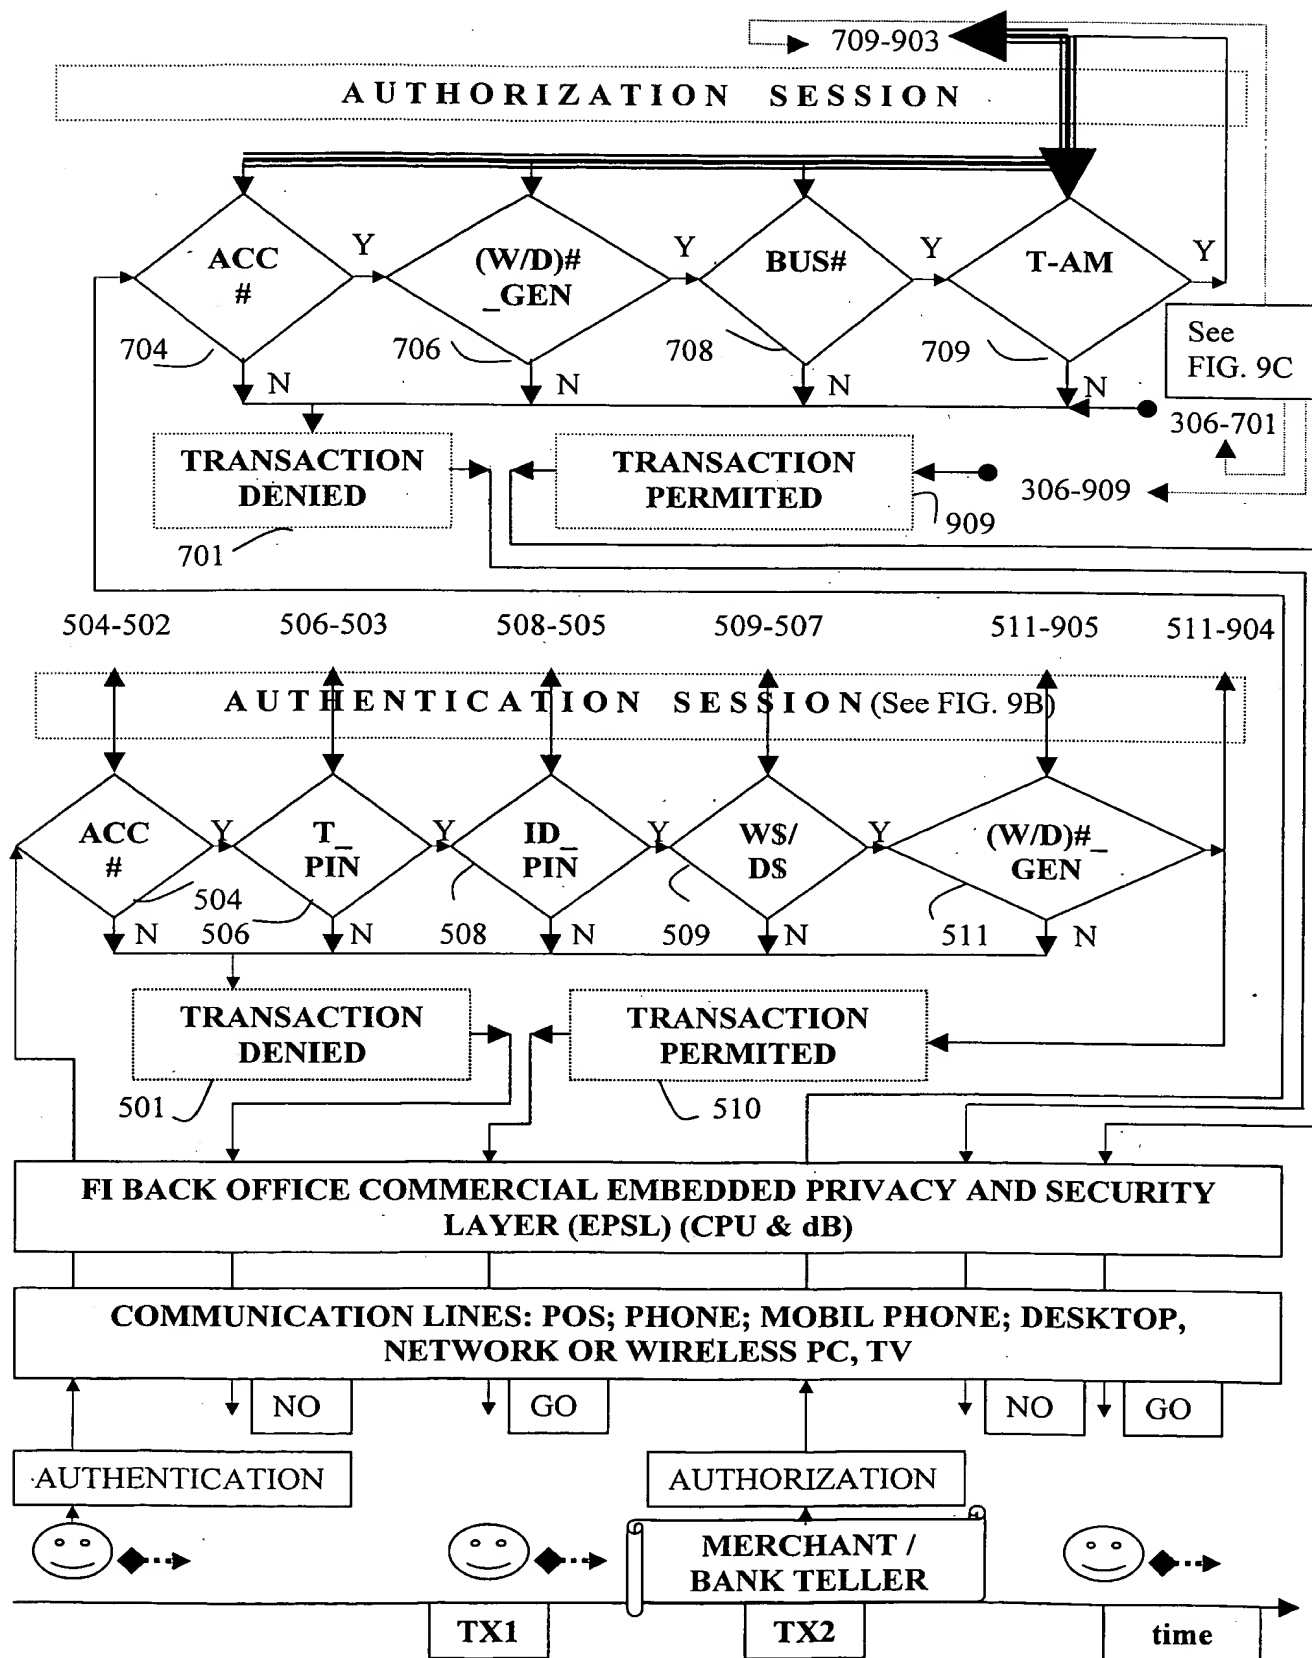 709-903
AUTHORIZATION SESSION
ACC
#
Y
(W/D)#
_GEN
Y
BUS#
Y
T-AM
Y
704
706
708
709
See
FIG. 9C
N
N
N
N
306-701
TRANSACTION
DENIED
TRANSACTION
PERMITED
306-909
701
909
504-502
506-503
508-505
509-507
511-905
511-904
AUTHENTICATION SESSION (See FIG. 9B)
ACC
#
Y
T_
PIN
Y
ID_
PIN
Y
W$/
D$
Y
(W/D)#_
GEN
504
506
508
509
511
N
N
N
N
N
TRANSACTION
DENIED
TRANSACTION
PERMITED
501
510
FI BACK OFFICE COMMERCIAL EMBEDDED PRIVACY AND SECURITY
LAYER (EPSL) (CPU & dB)
COMMUNICATION LINES: POS; PHONE; MOBIL PHONE; DESKTOP,
NETWORK OR WIRELESS PC, TV
NO
GO
NO
GO
AUTHENTICATION
AUTHORIZATION
MERCHANT /
BANK TELLER
TX1
TX2
time